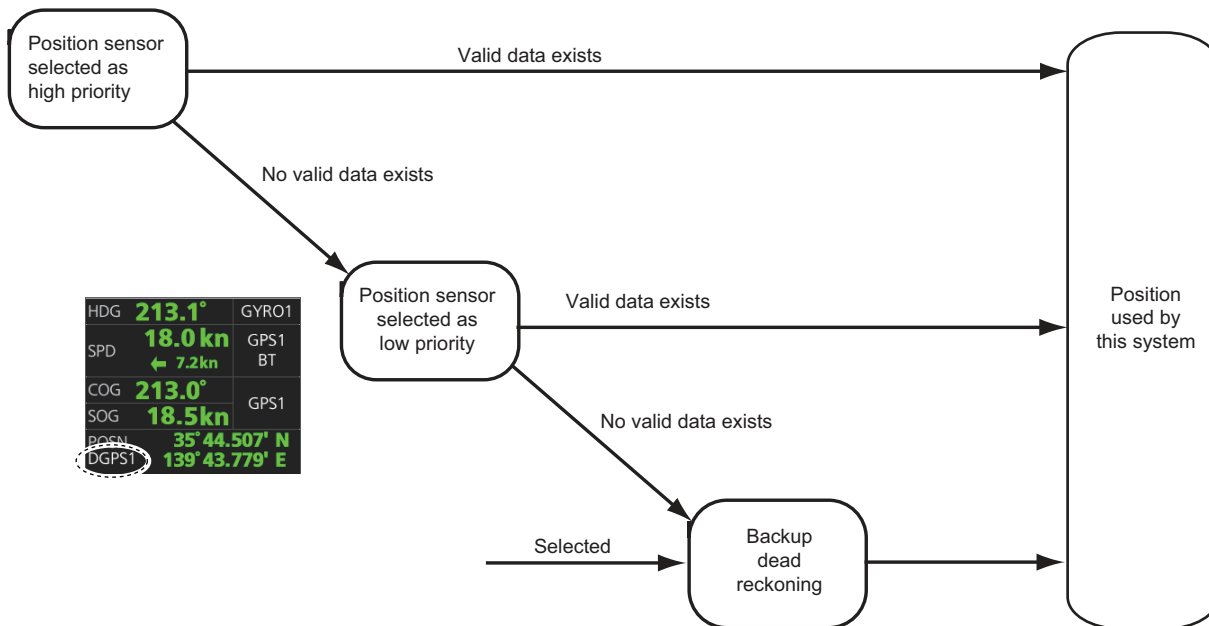 Position sensor
selected as
high priority
Valid data exists
No valid data exists
Position sensor
selected as
low priority
Valid data exists
Position
used by
this system
HDG 213.1° GYRO1
SPD 18.0 kn GPS1
← 7.2kn BT
COG 213.0°
GPS1
SOG 18.5kn
POSN 35°44.507' N
DGPS1 139°43.779' E
No valid data exists
Selected
Backup
dead
reckoning